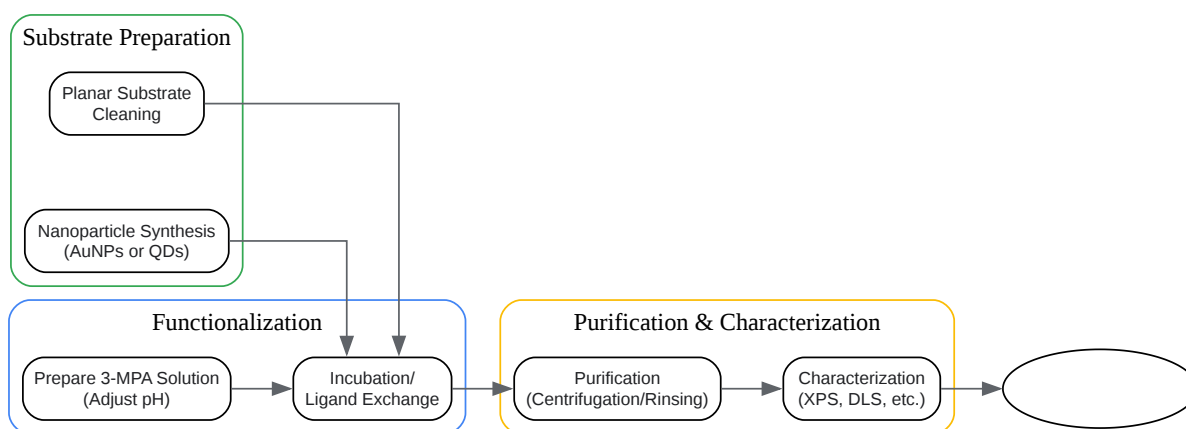 Substrate Preparation
Planar Substrate
Cleaning
Nanoparticle Synthesis
(AuNPs or QDs)
Functionalization
Prepare 3-MPA Solution
(Adjust pH)
Incubation/
Ligand Exchange
Purification & Characterization
Purification
(Centrifugation/Rinsing)
Characterization
(XPS, DLS, etc.)